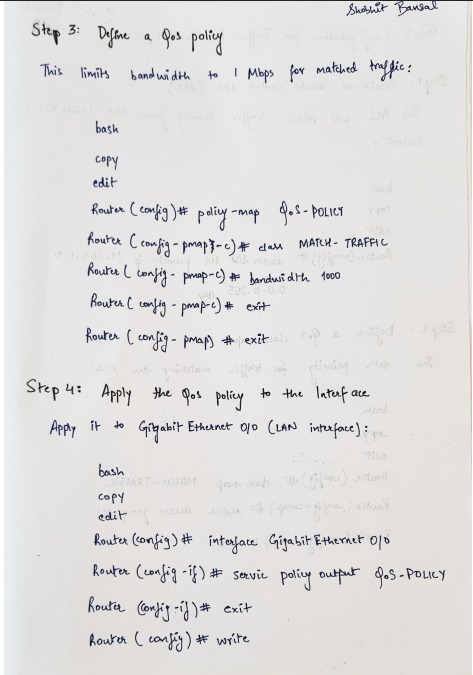 Shobhit Bansal
Step 3: Define a QoS policy
This limits bandwidth to 1 Mbps for matched traffic:
bash
copy
edit
Router (config)# policy-map QoS-POLICY
Router (config-pmap}-c)# class MATCH-TRAFFIC
Router (config-pmap-c)# bandwidth 1000
Router (config-pmap-c)# exit
Router (config-pmap) # exit
Step 4: Apply the QoS policy to the Interface
Apply it to Gigabit Ethernet 0/0 (LAN interface):
bash
copy
edit
Router (config) # interface Gigabit Ethernet 0/0
Router (config-if) # servic policy output QoS-POLICY
Router (config-if) # exit
Router (config) # write